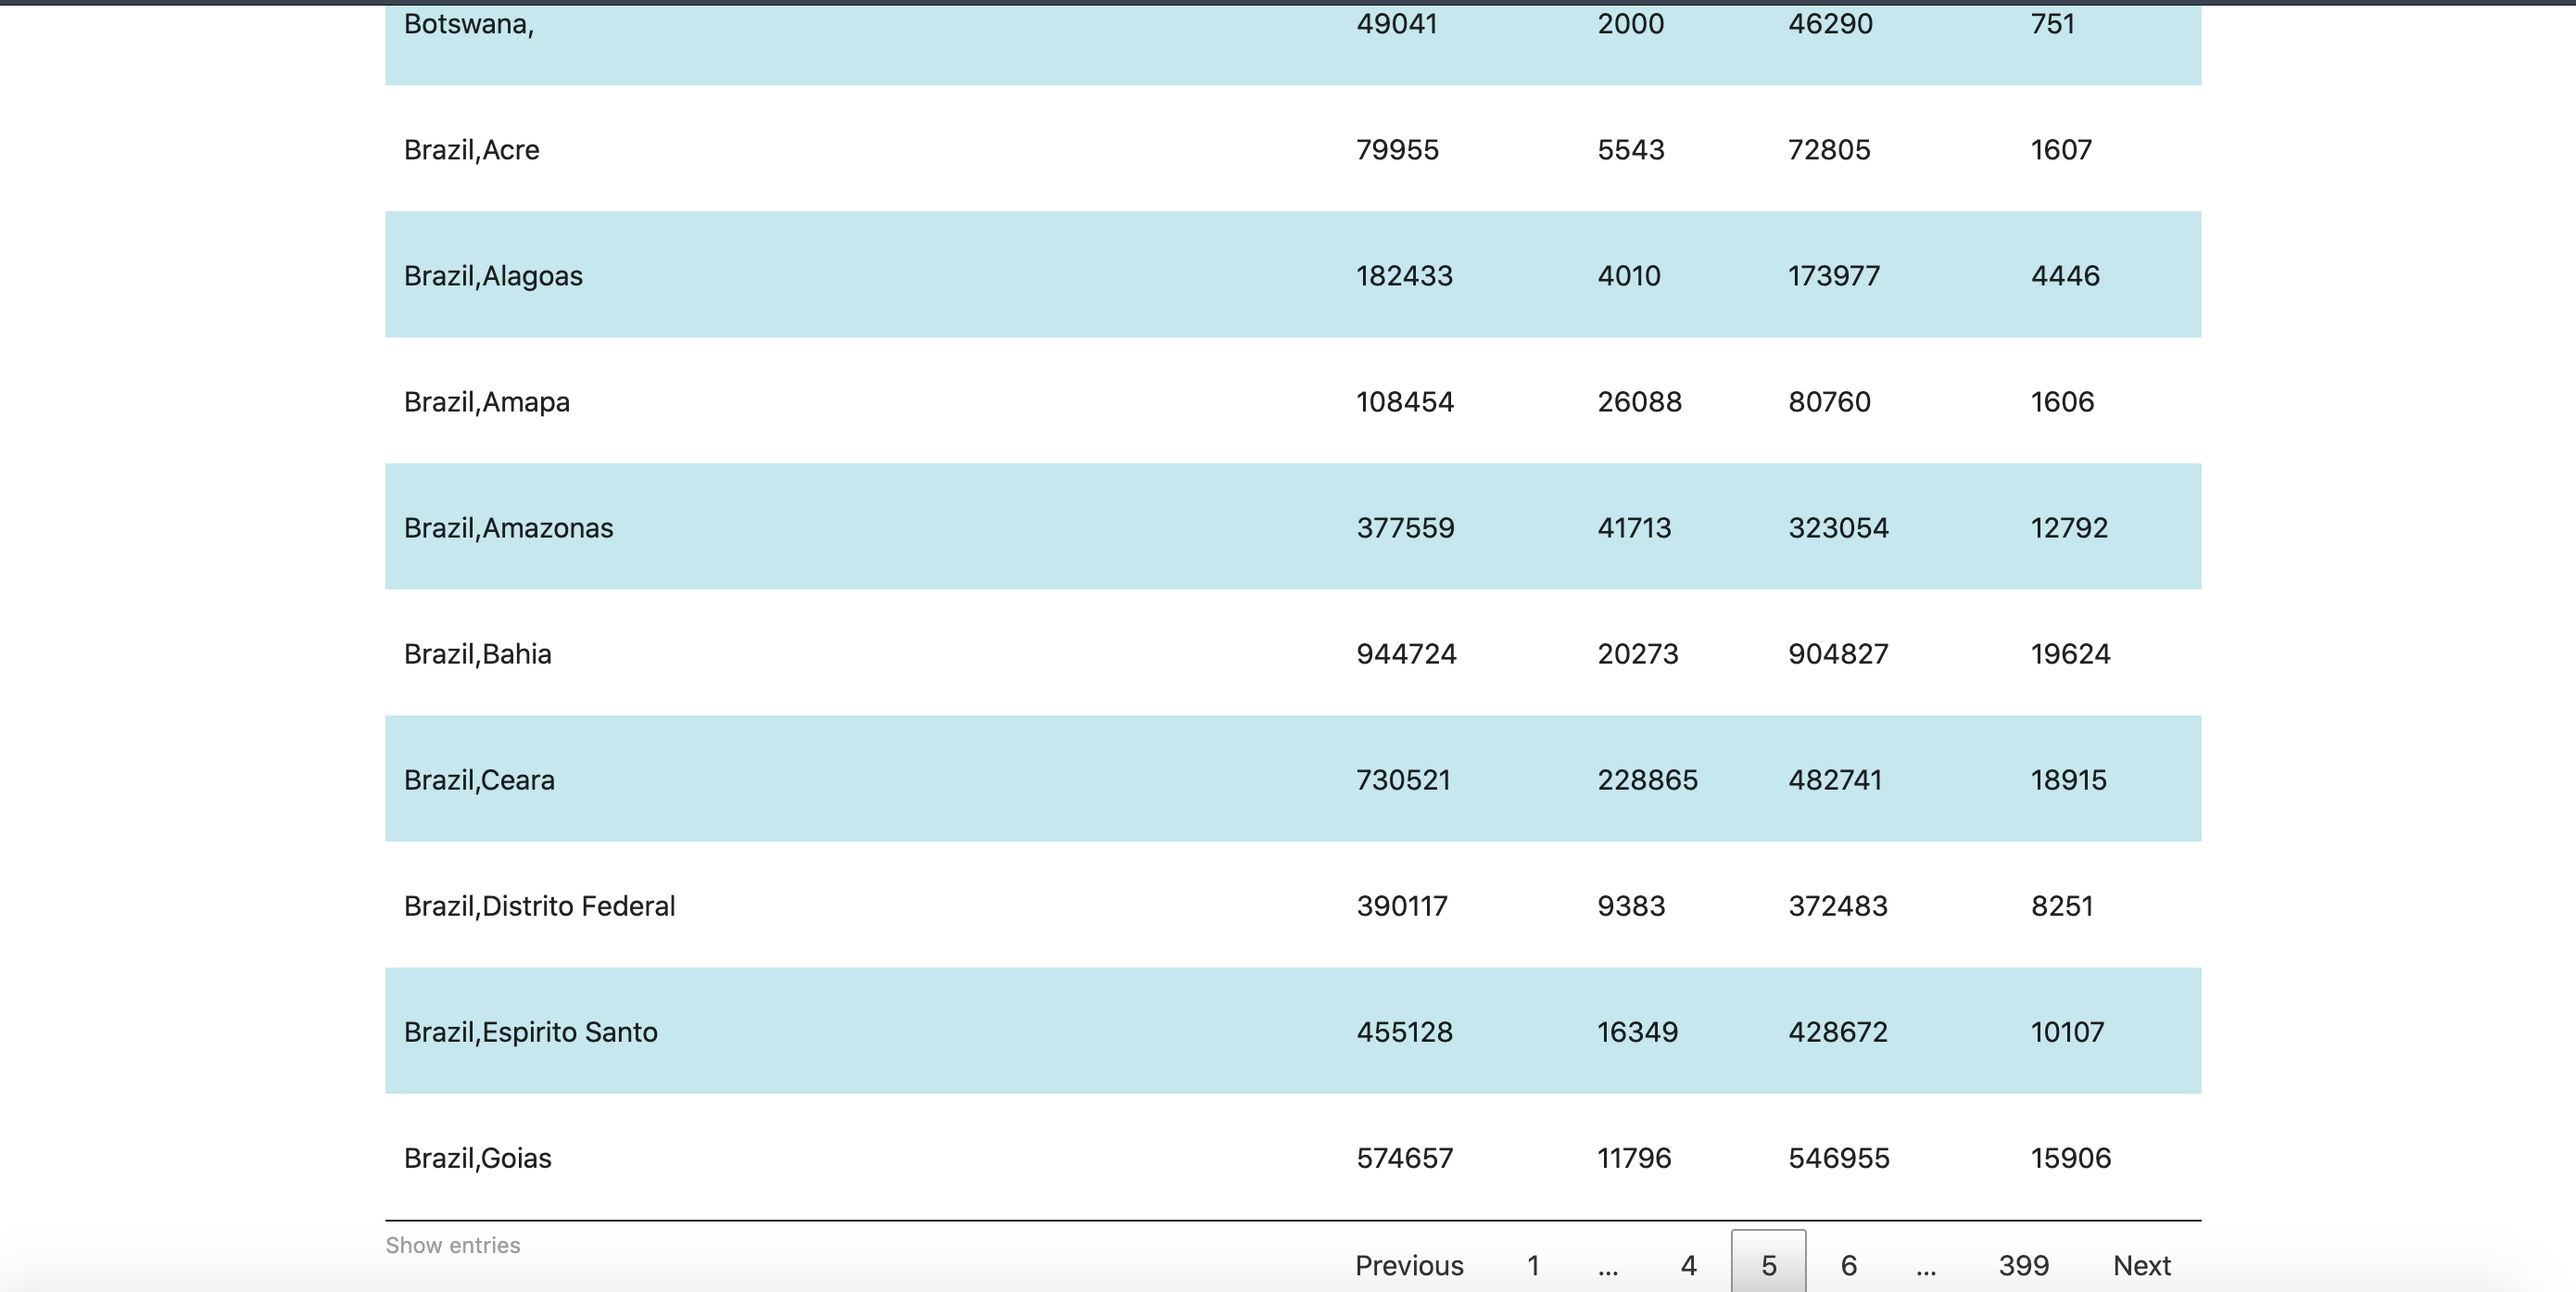 Botswana, 49041 2000 46290 751
Brazil,Acre 79955 5543 72805 1607
Brazil,Alagoas 182433 4010 173977 4446
Brazil,Amapa 108454 26088 80760 1606
Brazil,Amazonas 377559 41713 323054 12792
Brazil,Bahia 944724 20273 904827 19624
Brazil,Ceara 730521 228865 482741 18915
Brazil,Distrito Federal 390117 9383 372483 8251
Brazil,Espirito Santo 455128 16349 428672 10107
Brazil,Goias 574657 11796 546955 15906
Show entries
Previous 1 ... 4 5 6 ... 399 Next